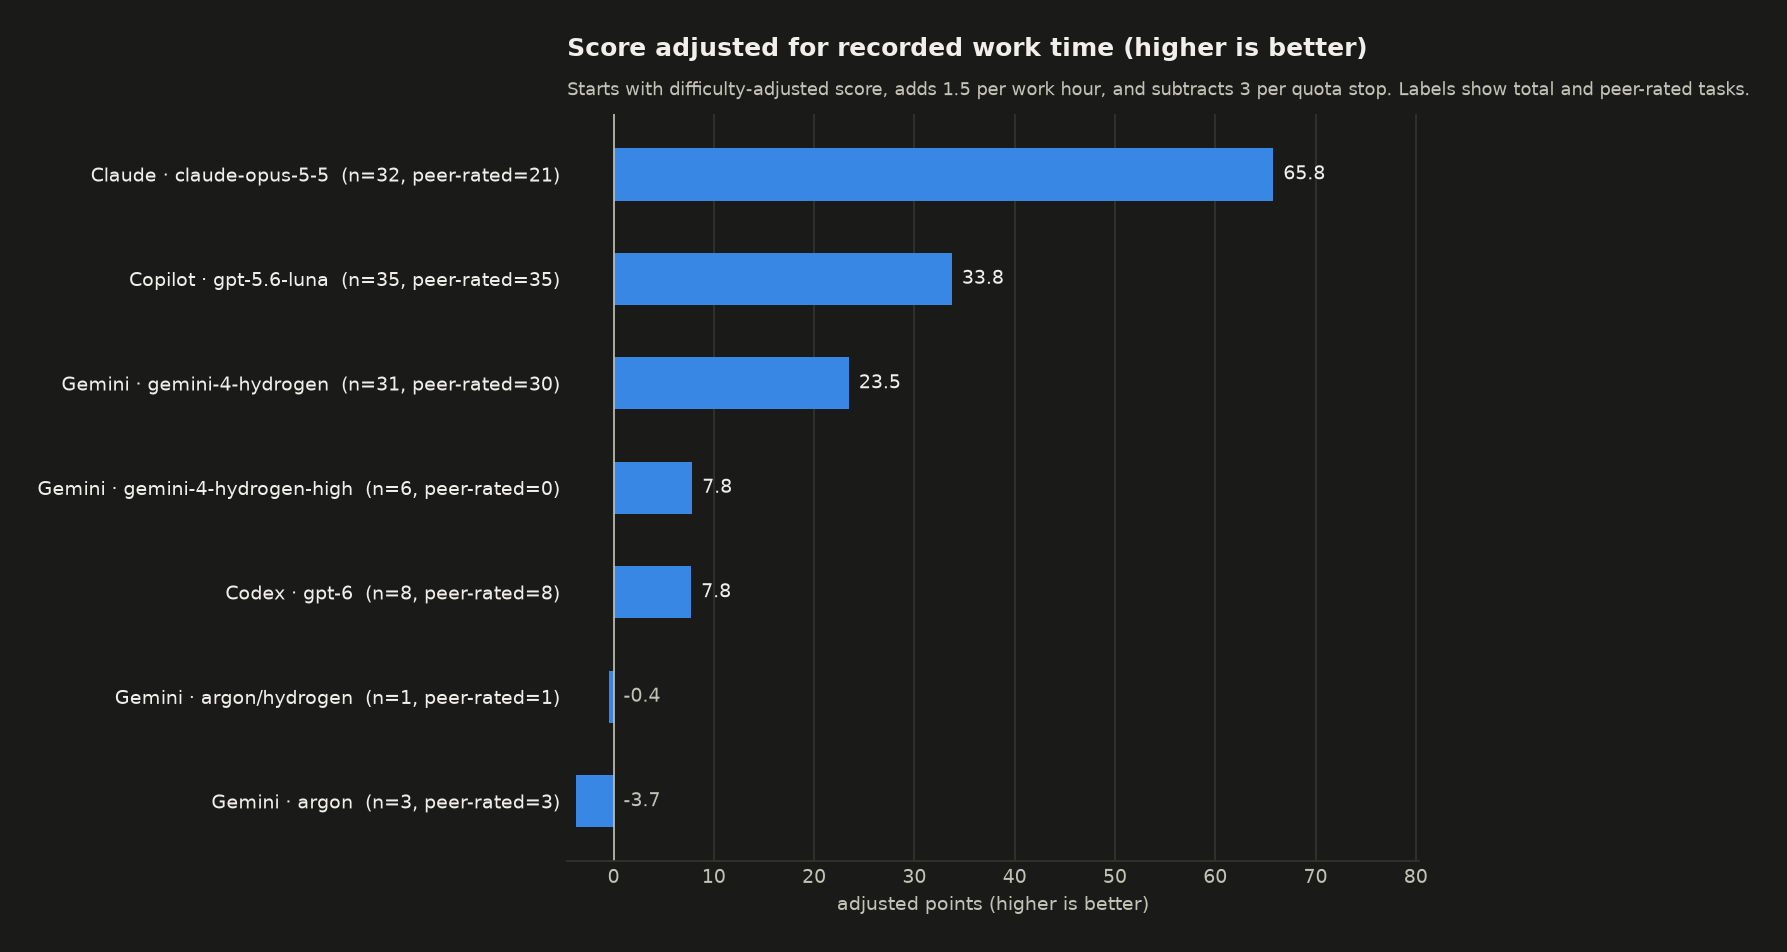 Score adjusted for recorded work time (higher is better)
Starts with difficulty-adjusted score, adds 1.5 per work hour, and subtracts 3 per quota stop. Labels show total and peer-rated tasks.
Claude · claude-opus-5-5  (n=32, peer-rated=21)
65.8
Copilot · gpt-5.6-luna  (n=35, peer-rated=35)
33.8
Gemini · gemini-4-hydrogen  (n=31, peer-rated=30)
23.5
Gemini · gemini-4-hydrogen-high  (n=6, peer-rated=0)
7.8
Codex · gpt-6  (n=8, peer-rated=8)
7.8
Gemini · argon/hydrogen  (n=1, peer-rated=1)
-0.4
Gemini · argon  (n=3, peer-rated=3)
-3.7
0 10 20 30 40 50 60 70 80
adjusted points (higher is better)